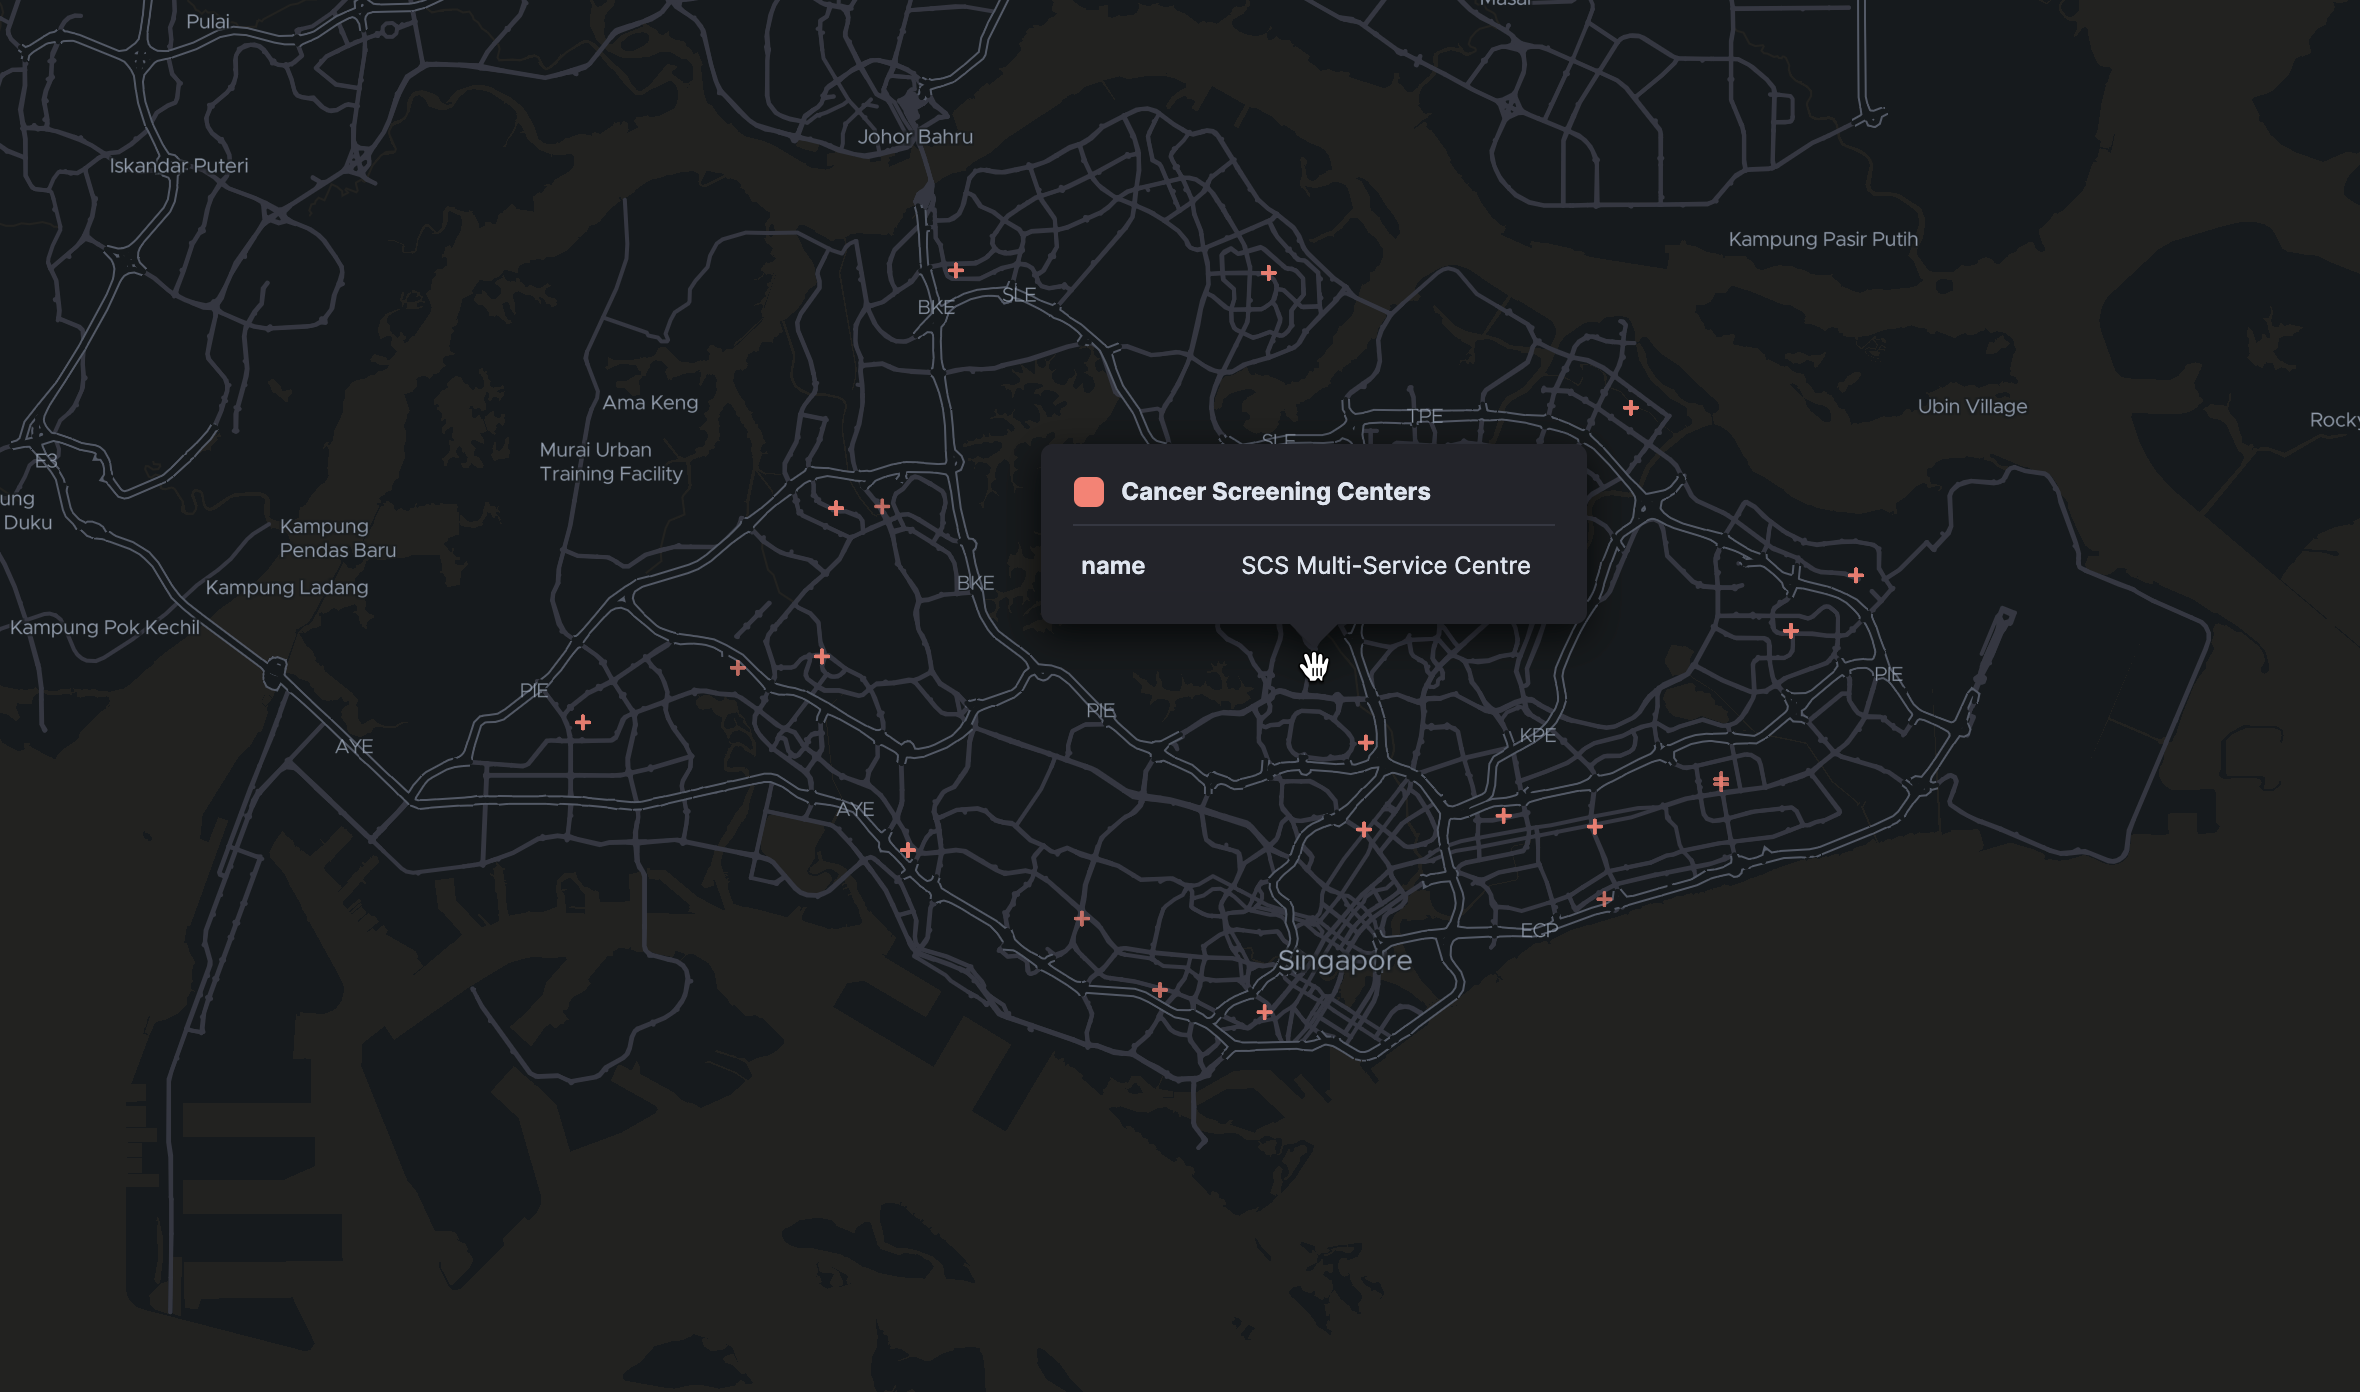 Pulai
Masai
Johor Bahru
Iskandar Puteri
Kampung Pasir Putih
SLE
BKE
Ama Keng
TPE
Ubin Village
Rocky
SLE
Murai Urban
Training Facility
E3
Cancer Screening Centers
ung
Duku
Kampung
Pendas Baru
name SCS Multi-Service Centre
BKE
Kampung Ladang
Kampung Pok Kechil
PIE
PIE
PIE
KPE
AYE
AYE
ECP
Singapore